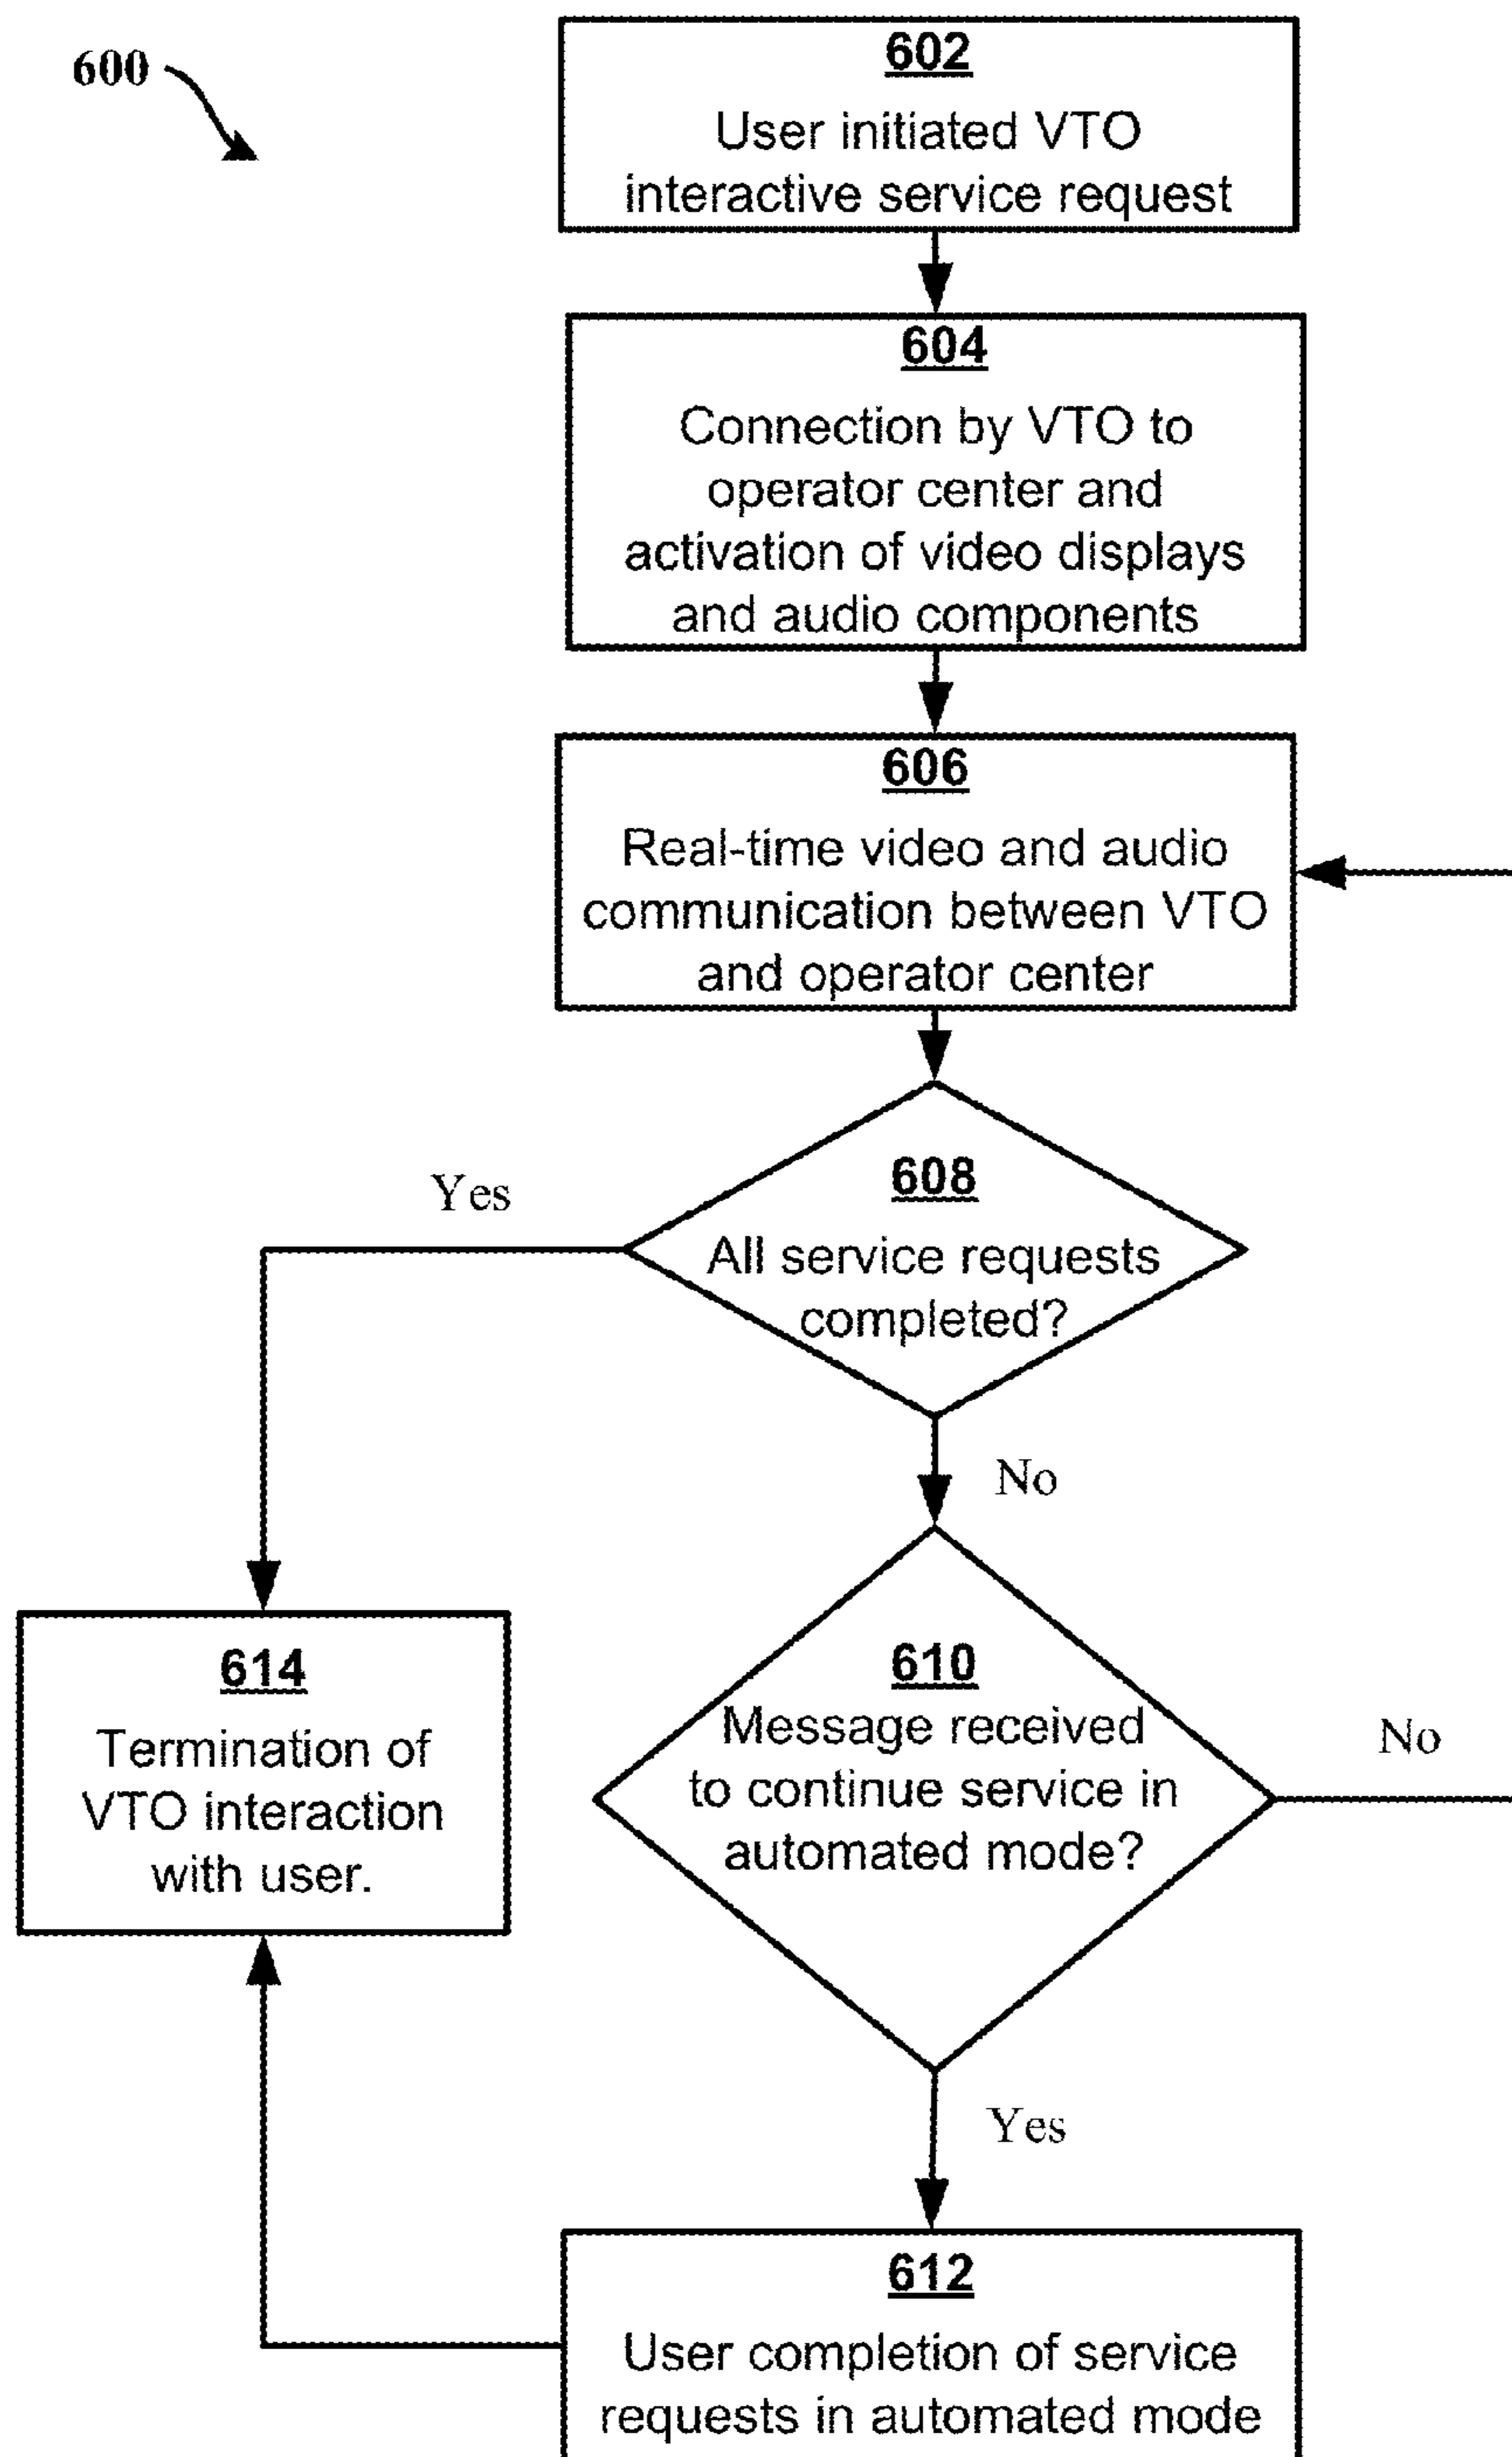 600
602
User initiated VTO
interactive service request
604
Connection by VTO to
operator center and
activation of video displays
and audio components
606
Real-time video and audio
communication between VTO
and operator center
608
All service requests
completed?
Yes
No
610
Message received
to continue service in
automated mode?
No
Yes
614
Termination of
VTO interaction
with user.
612
User completion of service
requests in automated mode